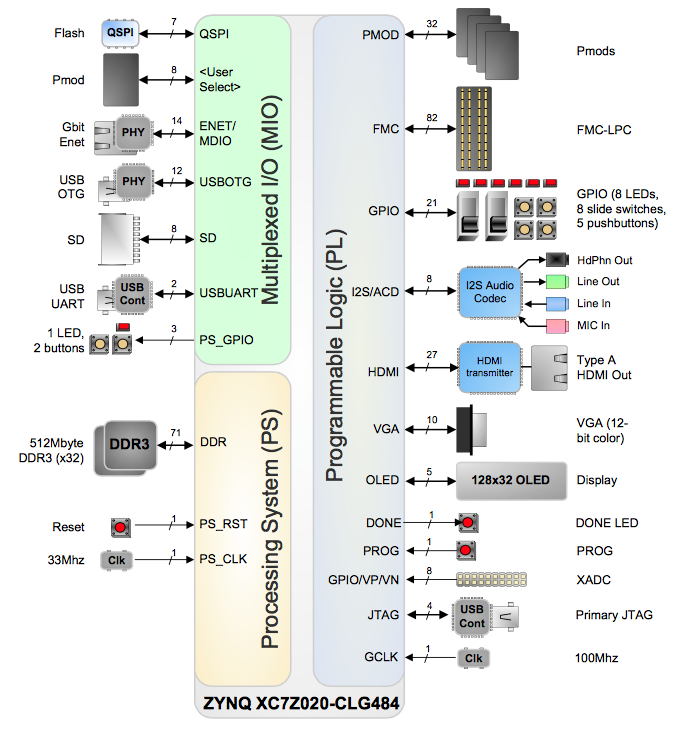 Flash
QSPI
7
QSPI
Pmod
8
<User
Select>
Gbit
Enet
PHY
14
ENET/
MDIO
USB
OTG
PHY
12
USBOTG
SD
8
SD
USB
UART
USB
Cont
2
USBUART
1 LED,
2 buttons
3
PS_GPIO
Multiplexed I/O (MIO)
512Mbyte
DDR3 (x32)
DDR3
71
DDR
Reset
1
PS_RST
33Mhz
Clk
1
PS_CLK
Processing System (PS)
Programmable Logic (PL)
PMOD
32
Pmods
FMC
82
FMC-LPC
GPIO
21
GPIO (8 LEDs,
8 slide switches,
5 pushbuttons)
I2S/ACD
8
I2S Audio
Codec
HdPhn Out
Line Out
Line In
MIC In
HDMI
27
HDMI
transmitter
Type A
HDMI Out
VGA
10
VGA (12-
bit color)
OLED
5
128x32 OLED
Display
DONE
1
DONE LED
PROG
1
PROG
GPIO/VP/VN
8
XADC
JTAG
4
USB
Cont
Primary JTAG
GCLK
1
Clk
100Mhz
ZYNQ XC7Z020-CLG484